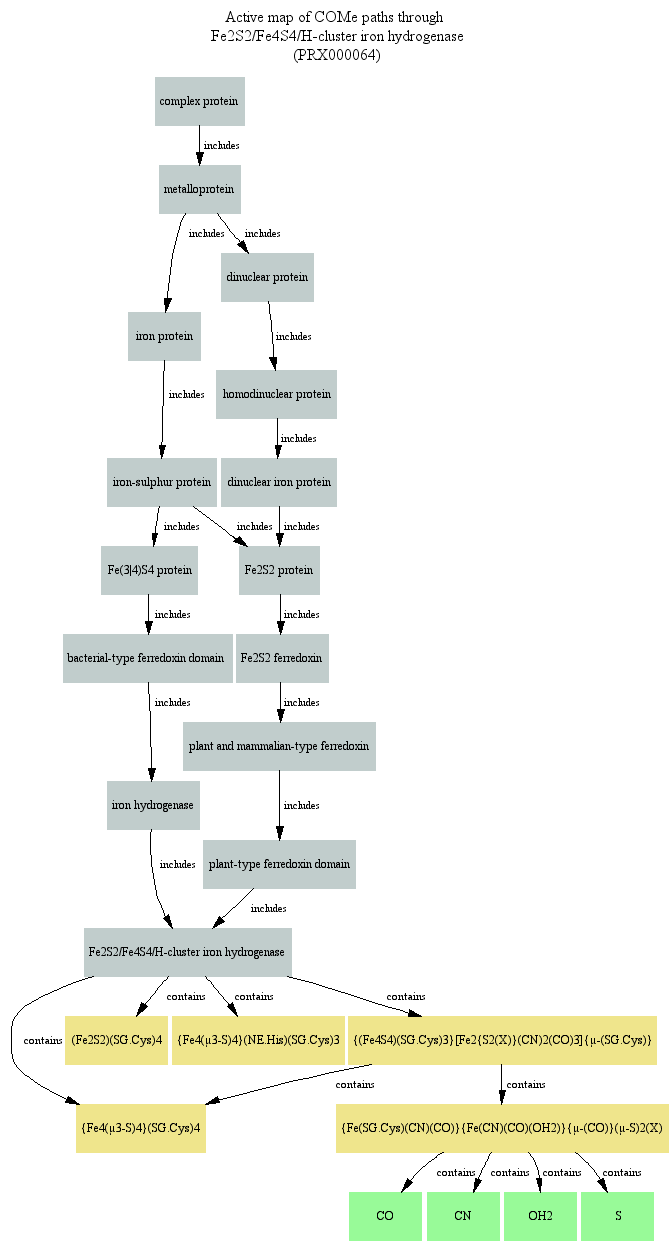 Active map of COMe paths through
Fe2S2/Fe4S4/H-cluster iron hydrogenase
(PRX000064)
complex protein
includes
metalloprotein
includes
includes
dinuclear protein
iron protein
includes
includes
homodinuclear protein
includes
iron-sulphur protein
dinuclear iron protein
includes
includes
includes
Fe(3|4)S4 protein
Fe2S2 protein
includes
includes
bacterial-type ferredoxin domain
Fe2S2 ferredoxin
includes
includes
plant and mammalian-type ferredoxin
iron hydrogenase
includes
includes
plant-type ferredoxin domain
includes
Fe2S2/Fe4S4/H-cluster iron hydrogenase
contains
contains
contains
contains
(Fe2S2)(SG.Cys)4
{Fe4(μ3-S)4}(NE.His)(SG.Cys)3
{(Fe4S4)(SG.Cys)3}[Fe2{S2(X)}(CN)2(CO)3]{μ-(SG.Cys)}
contains
contains
{Fe4(μ3-S)4}(SG.Cys)4
{Fe(SG.Cys)(CN)(CO)}{Fe(CN)(CO)(OH2)}{μ-(CO)}(μ-S)2(X)
contains
contains
contains
contains
CO
CN
OH2
S